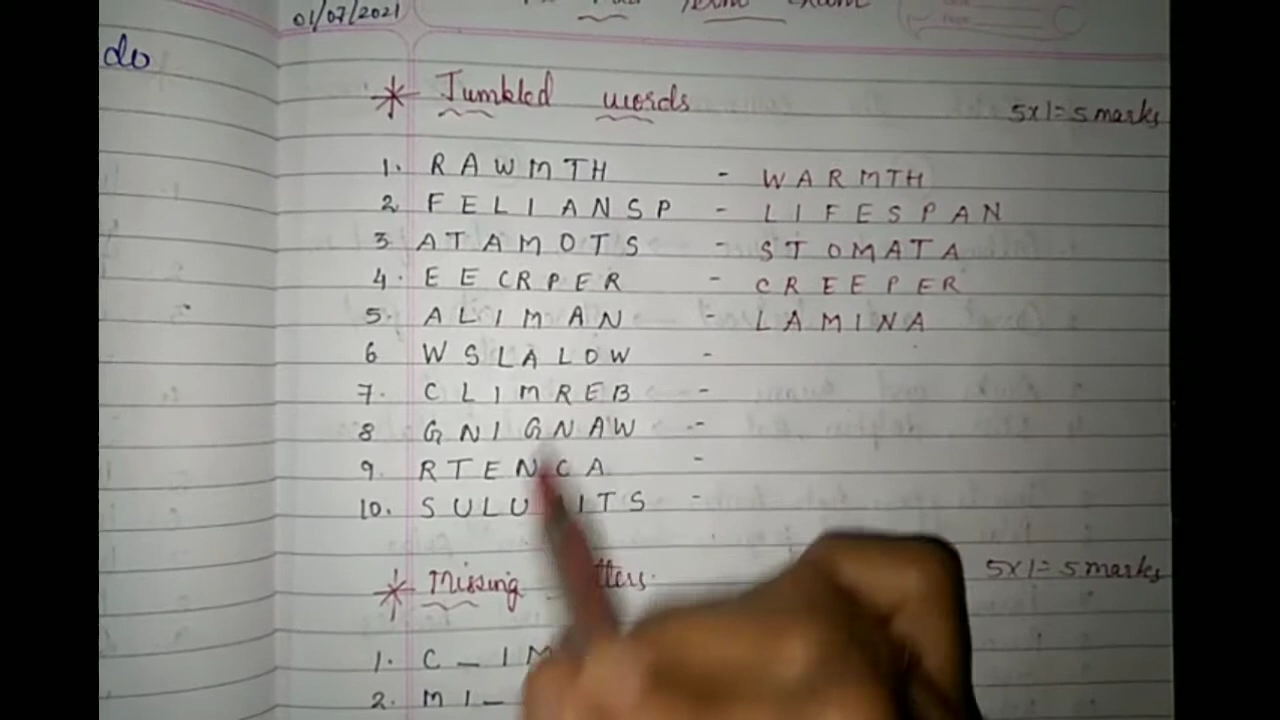 01/07/2021
do
* Jumbled words 5x1=5 marks
1. RAWMTH - WARMTH
2 FELIANSP - LIFESPAN
3 ATAMOTS - STOMATA
4. EECRPER - CREEPER
5. ALIMAN - LAMINA
6 WSLALOW -
7. CLIMREB -
8 GNIGNAW -
9. RTENCA -
10. SULU ITS -
* Missing 5x1=5 marks
1. C _ IM
2. MI _